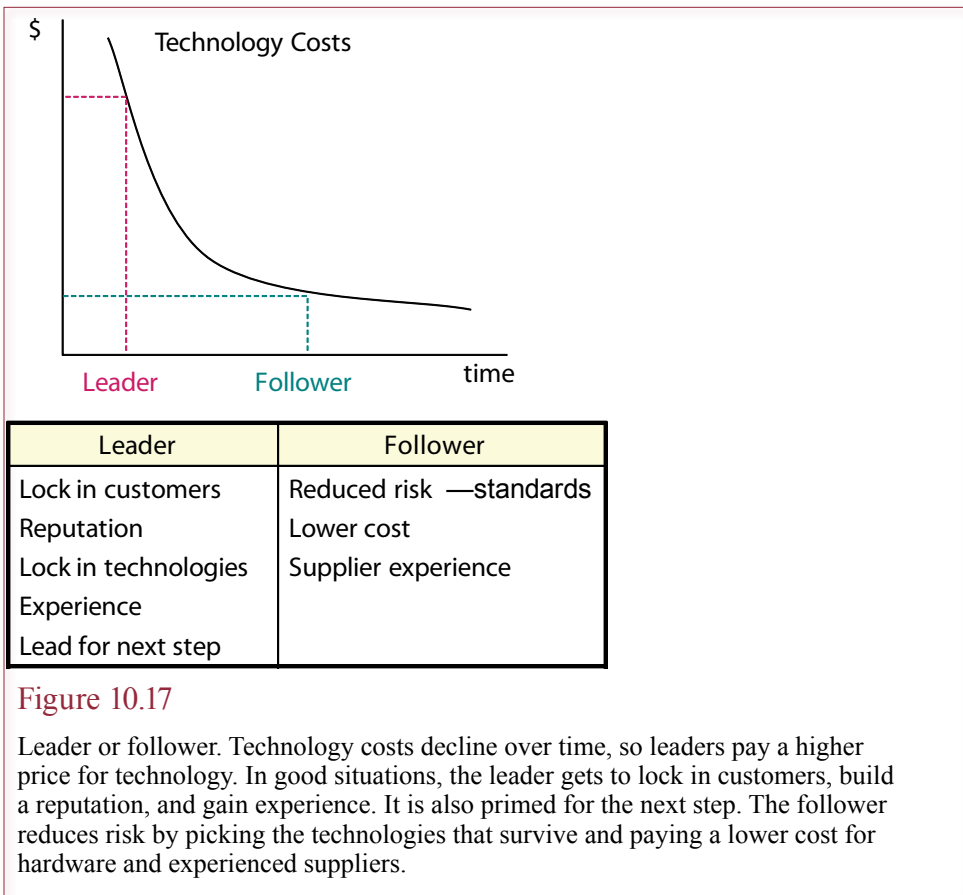 $
Technology Costs
Leader
Follower
time
Leader Follower
Lock in customers Reduced risk —standards
Reputation Lower cost
Lock in technologies Supplier experience
Experience
Lead for next step
Figure 10.17
Leader or follower. Technology costs decline over time, so leaders pay a higher
price for technology. In good situations, the leader gets to lock in customers, build
a reputation, and gain experience. It is also primed for the next step. The follower
reduces risk by picking the technologies that survive and paying a lower cost for
hardware and experienced suppliers.